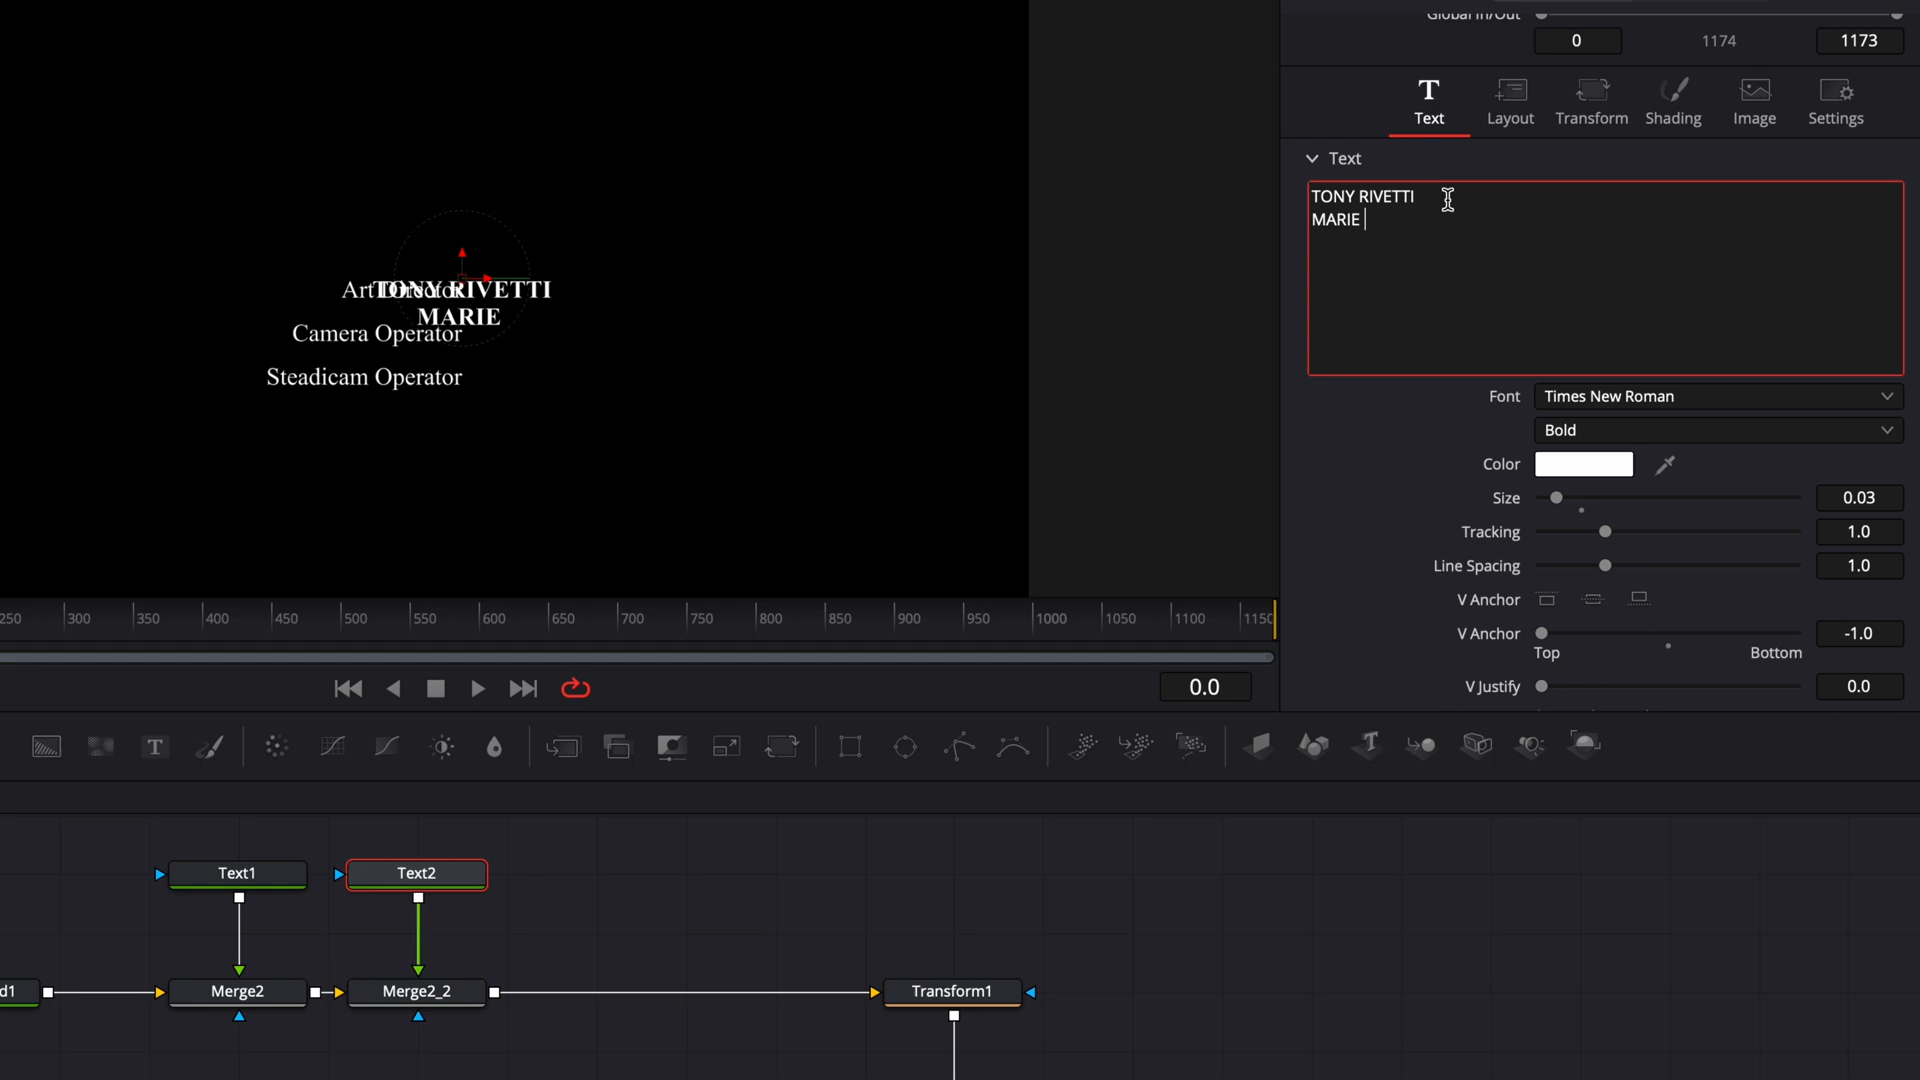 Global In/Out
0 1174 1173
Text Layout Transform Shading Image Settings
Text
TONY RIVETTI
MARIE
Art Director TONY RIVETTI
MARIE
Camera Operator
Steadicam Operator
Font Times New Roman
Bold
Color
Size 0.03
Tracking 1.0
Line Spacing 1.0
V Anchor
V Anchor -1.0
Top Bottom
V Justify 0.0
250 300 350 400 450 500 550 600 650 700 750 800 850 900 950 1000 1050 1100 1150
0.0
T
Text1 Text2
d1 Merge2 Merge2_2 Transform1